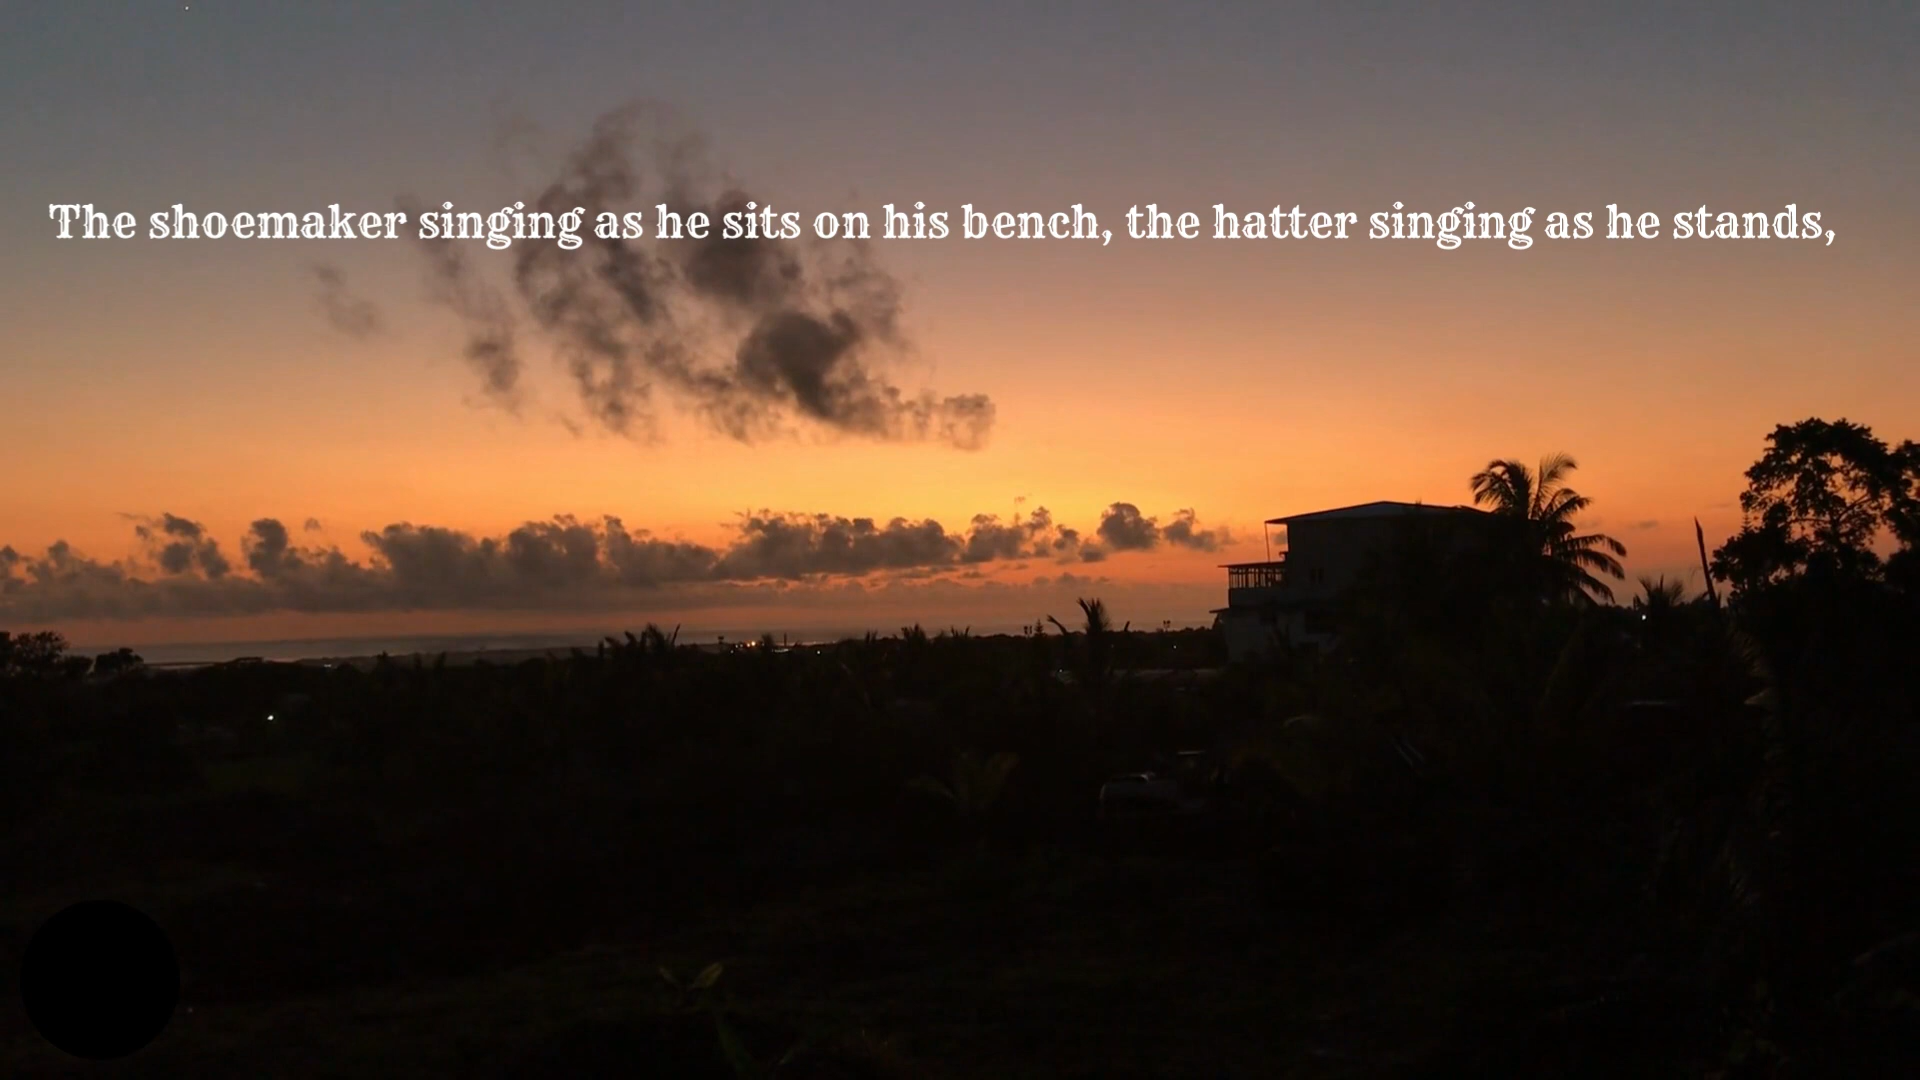 The shoemaker singing as he sits on his bench, the hatter singing as he stands,